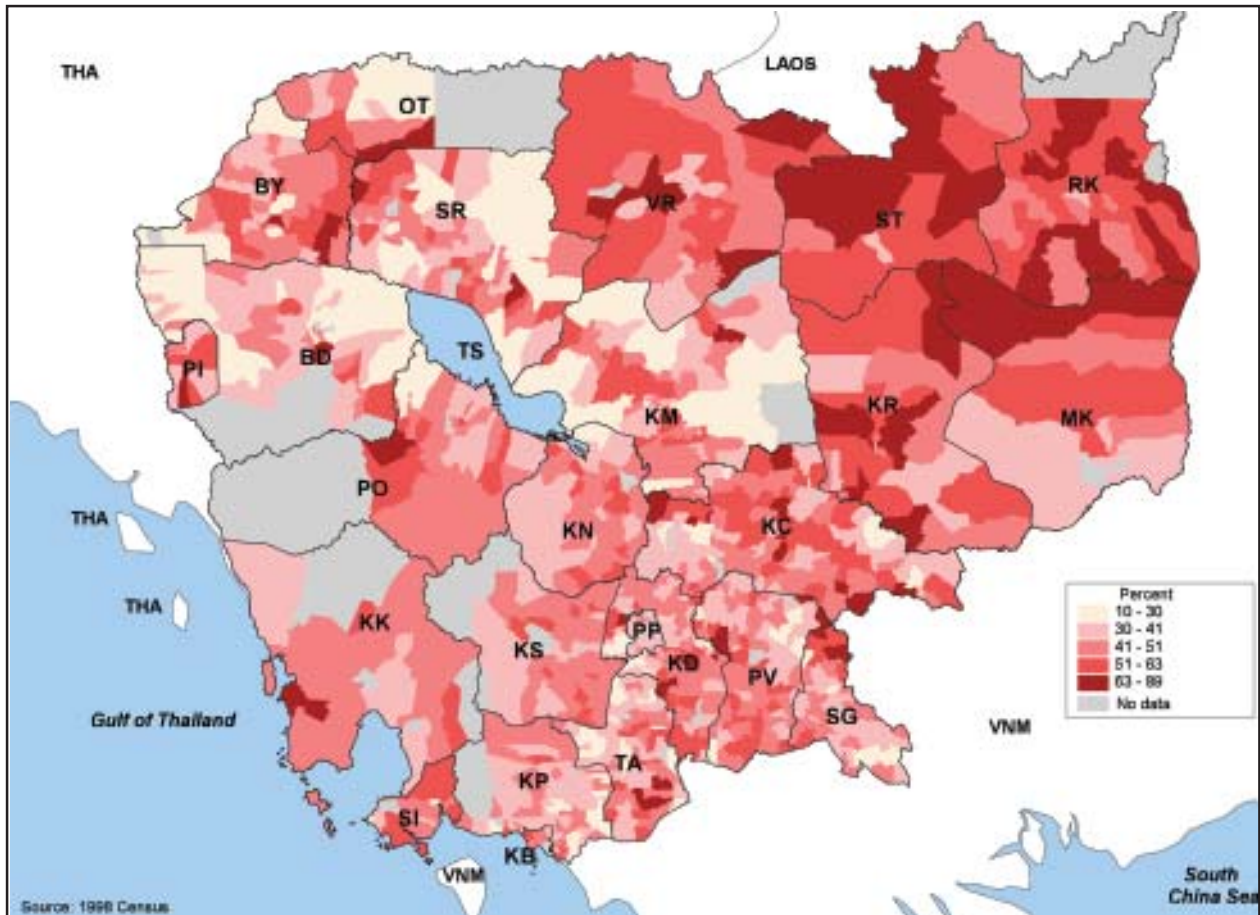 THA
LAOS
OT
BY
SR
VR
ST
RK
PI
BD
TS
KM
KR
MK
PO
KN
KC
THA
THA
KK
KS
PP
KD
PV
SG
Gulf of Thailand
VNM
TA
KP
SI
KB
VNM
Percent
10 - 30
30 - 41
41 - 51
51 - 63
63 - 89
No data
South
China Sea
Source: 1998 Census